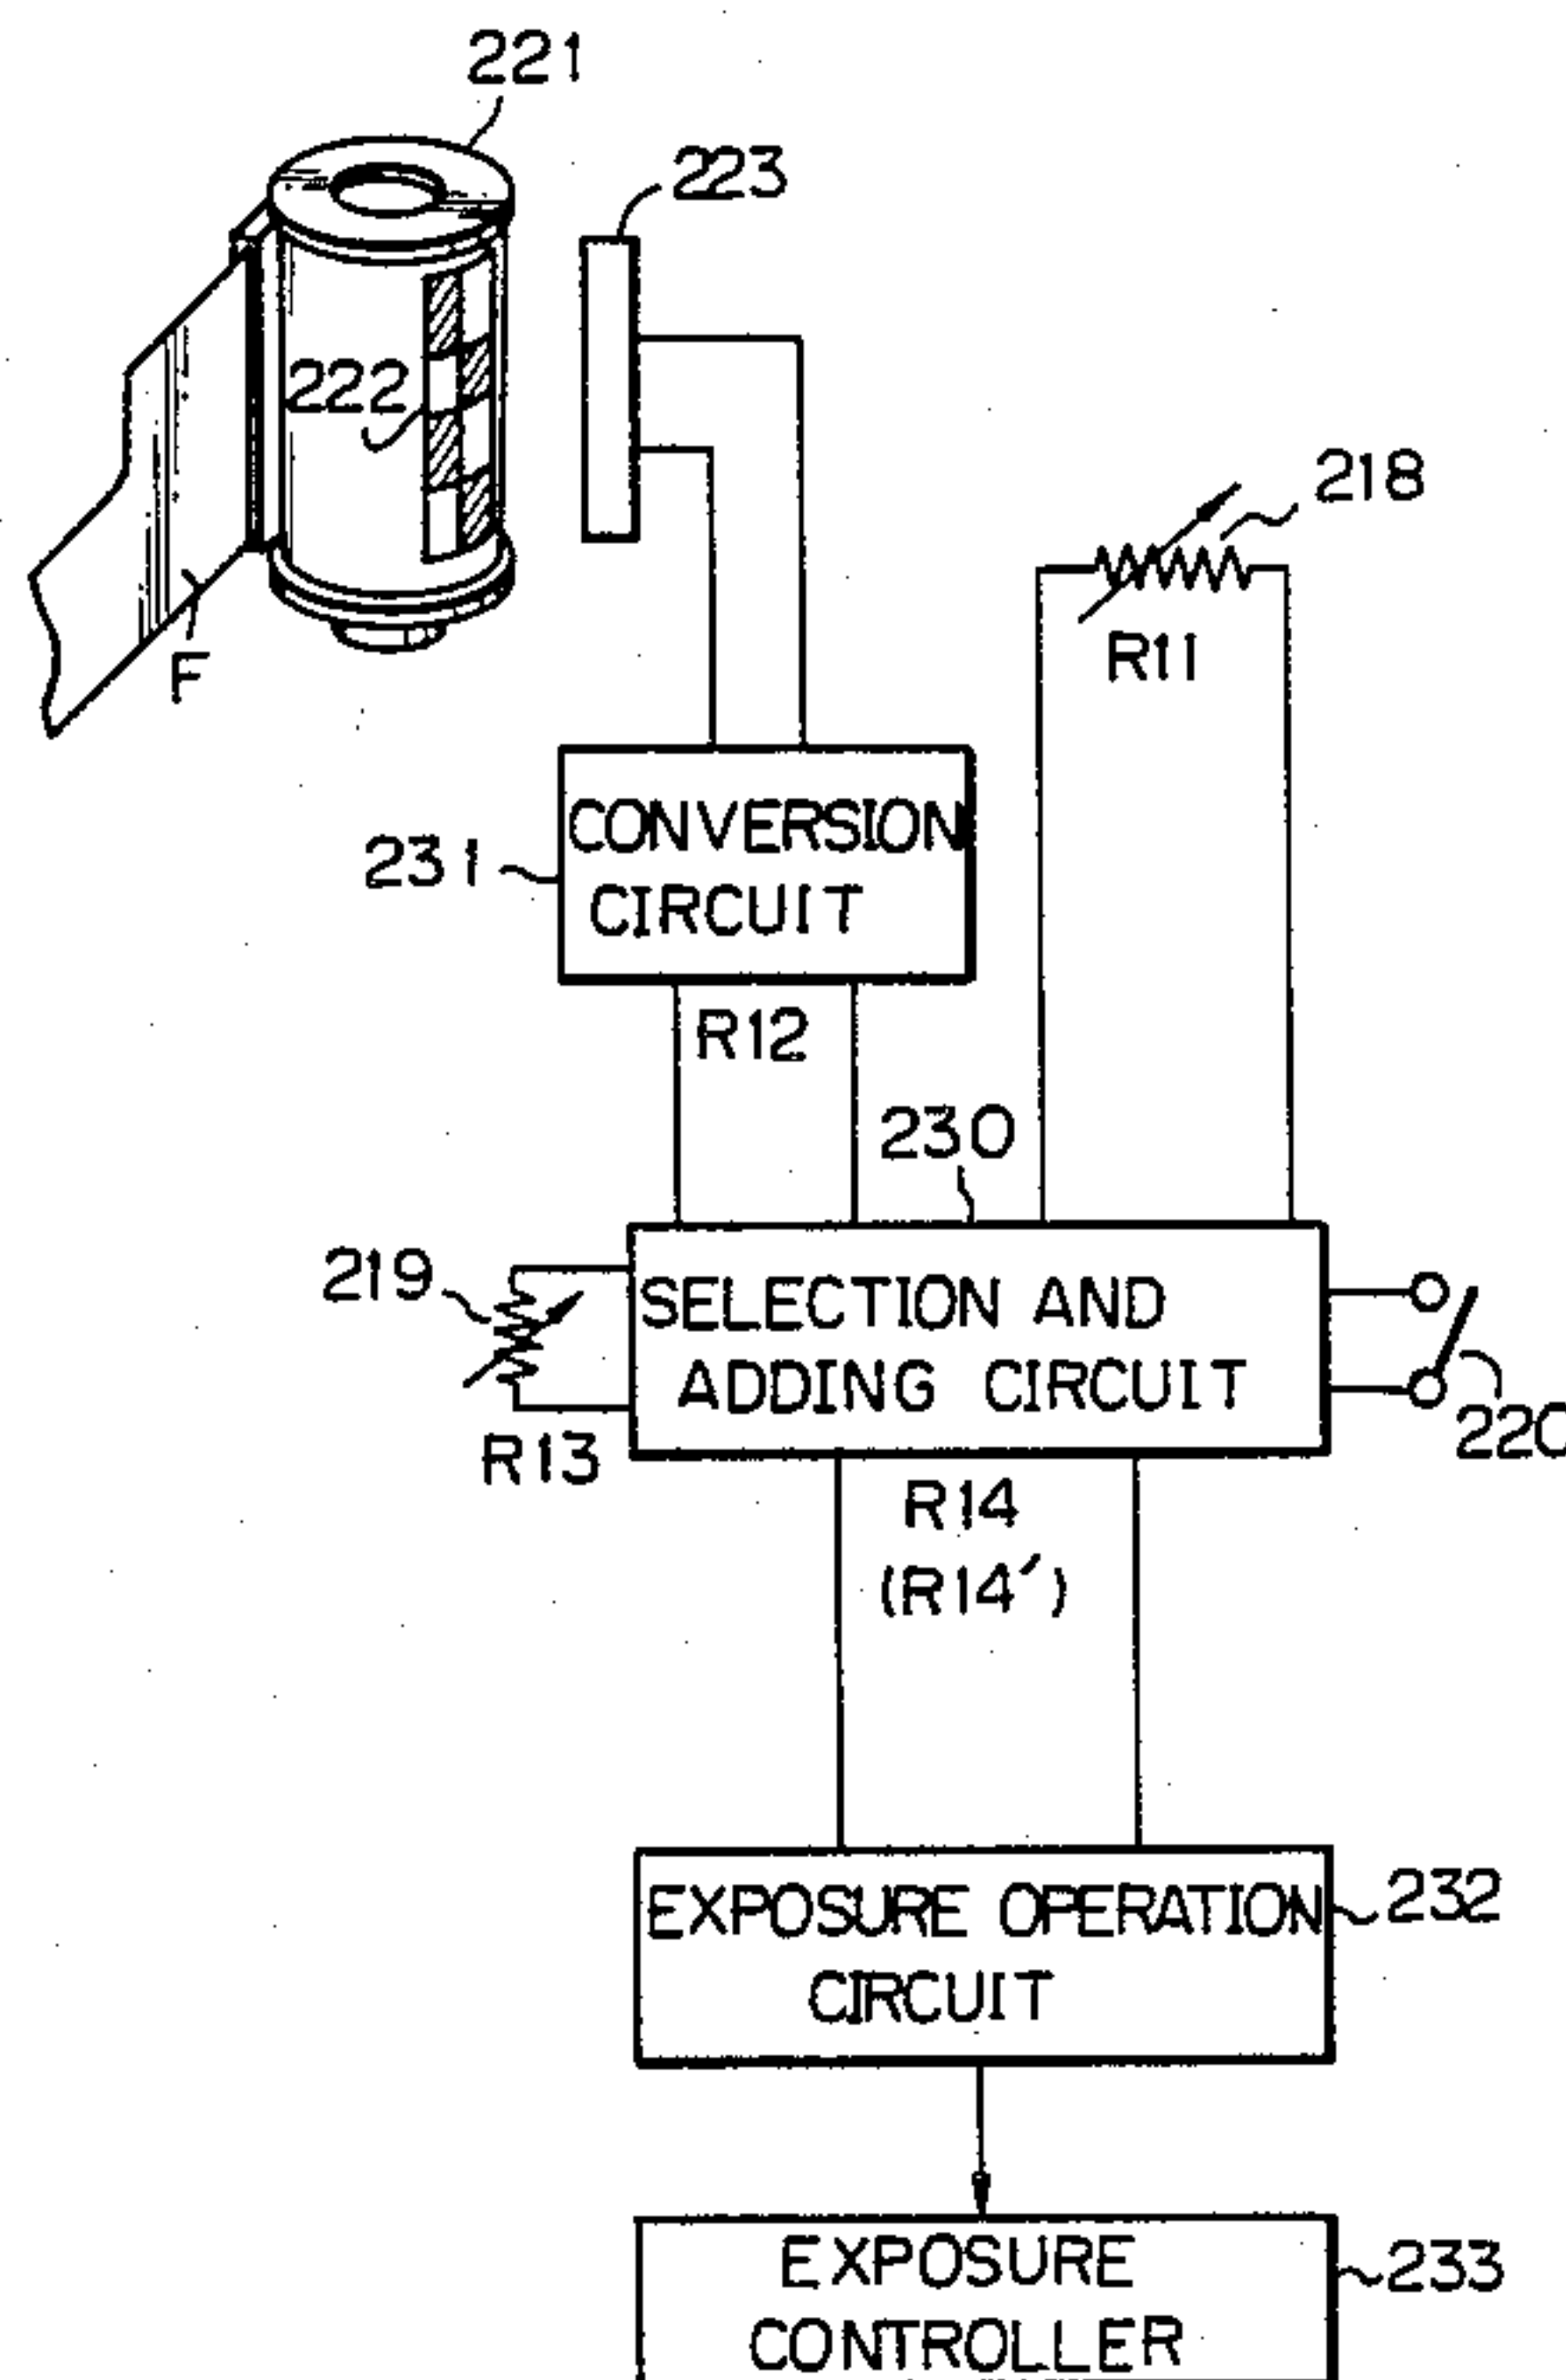 221
223
222
218
R11
F
CONVERSION
CIRCUIT
231
R12
230
219
SELECTION AND
ADDING CIRCUIT
220
R13
R14
(R14')
EXPOSURE OPERATION
CIRCUIT
232
EXPOSURE
CONTROLLER
233